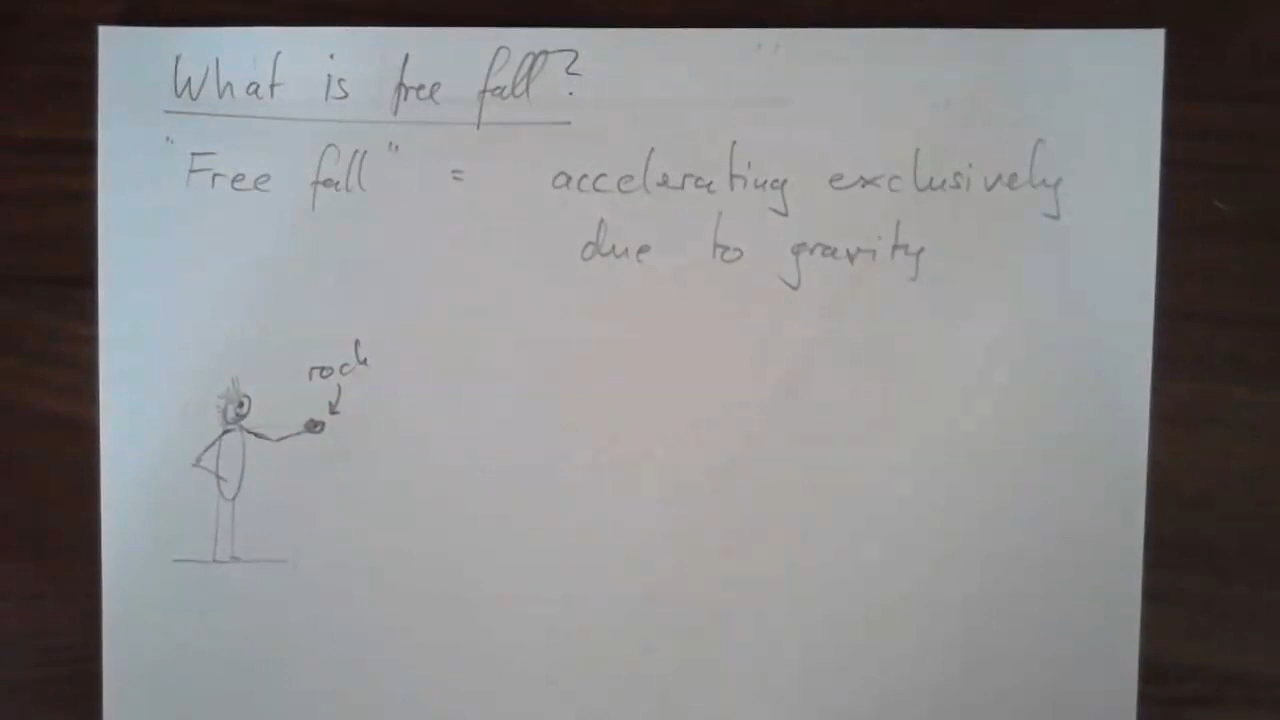 What is free fall?
"Free fall" = accelerating exclusively
due to gravity
rock